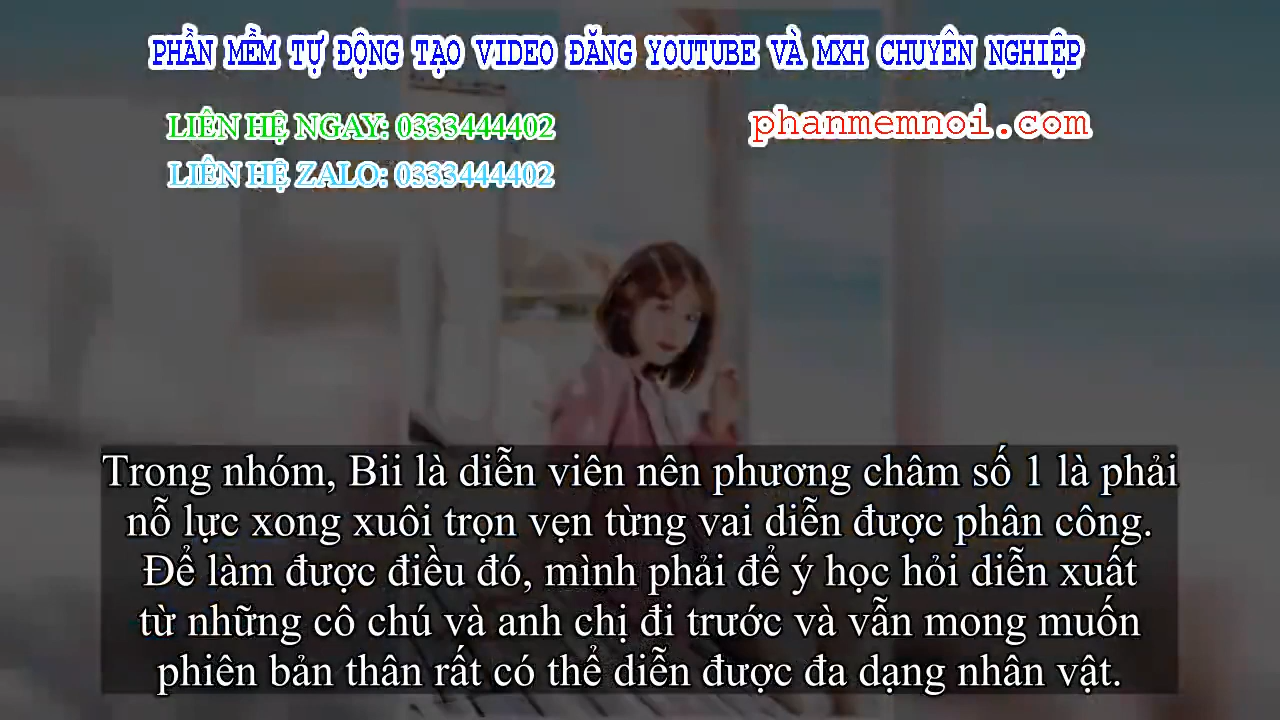 PHẦN MỀM TỰ ĐỘNG TẠO VIDEO ĐĂNG YOUTUBE VÀ MXH CHUYÊN NGHIỆP
LIÊN HỆ NGAY: 0333444402
phanmemnoi.com
LIÊN HỆ ZALO: 0333444402
Trong nhóm, Bii là diễn viên nên phương châm số 1 là phải
nỗ lực xong xuôi trọn vẹn từng vai diễn được phân công.
Để làm được điều đó, mình phải để ý học hỏi diễn xuất
từ những cô chú và anh chị đi trước và vẫn mong muốn
phiên bản thân rất có thể diễn được đa dạng nhân vật.